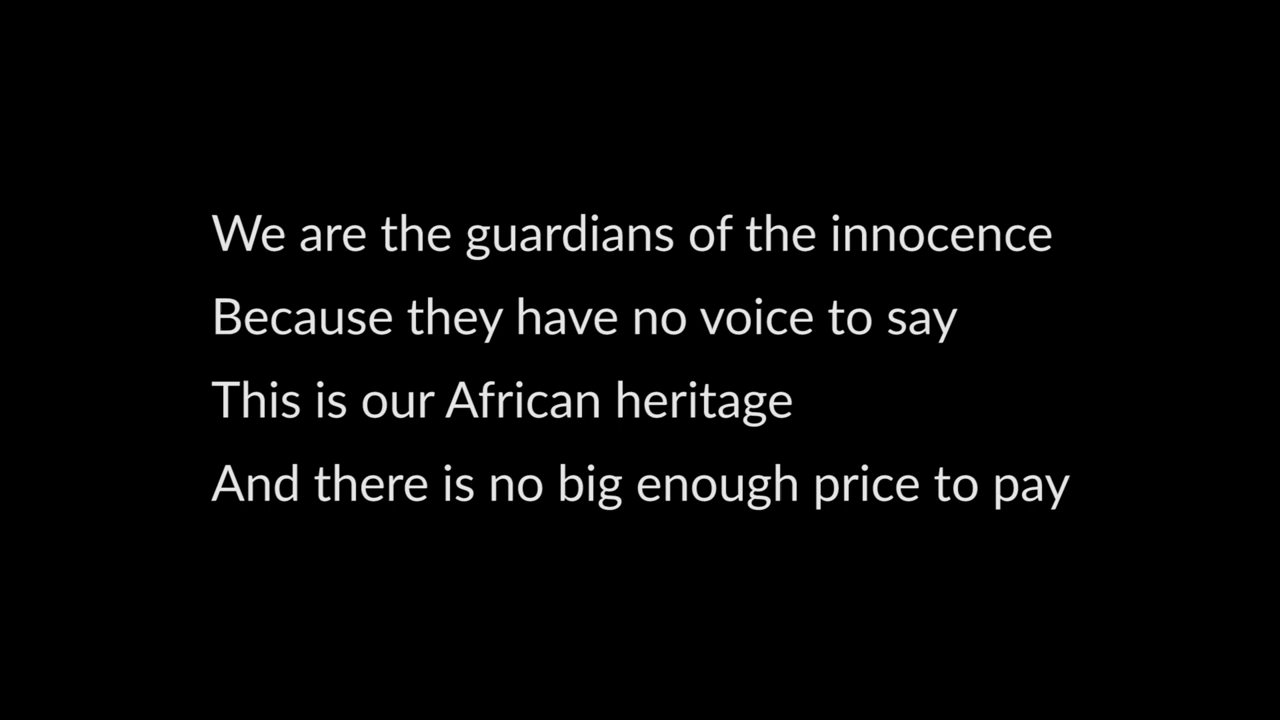 We are the guardians of the innocence
Because they have no voice to say
This is our African heritage
And there is no big enough price to pay